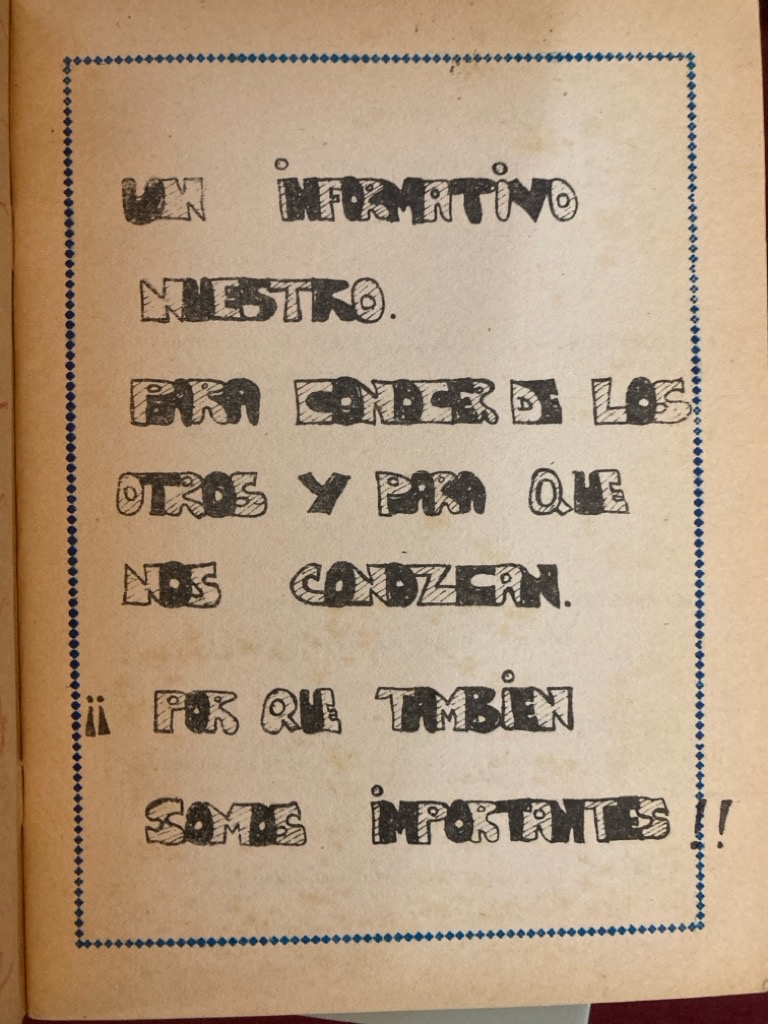 UN iNFORMATiVO
NUESTRO.
PARA CONOCER DE LOS
OTROS Y PARA QUE
NOS CONOZCAN.
¡¡ POR QUE TAMBiEN
SOMOS iMPORTANTES !!